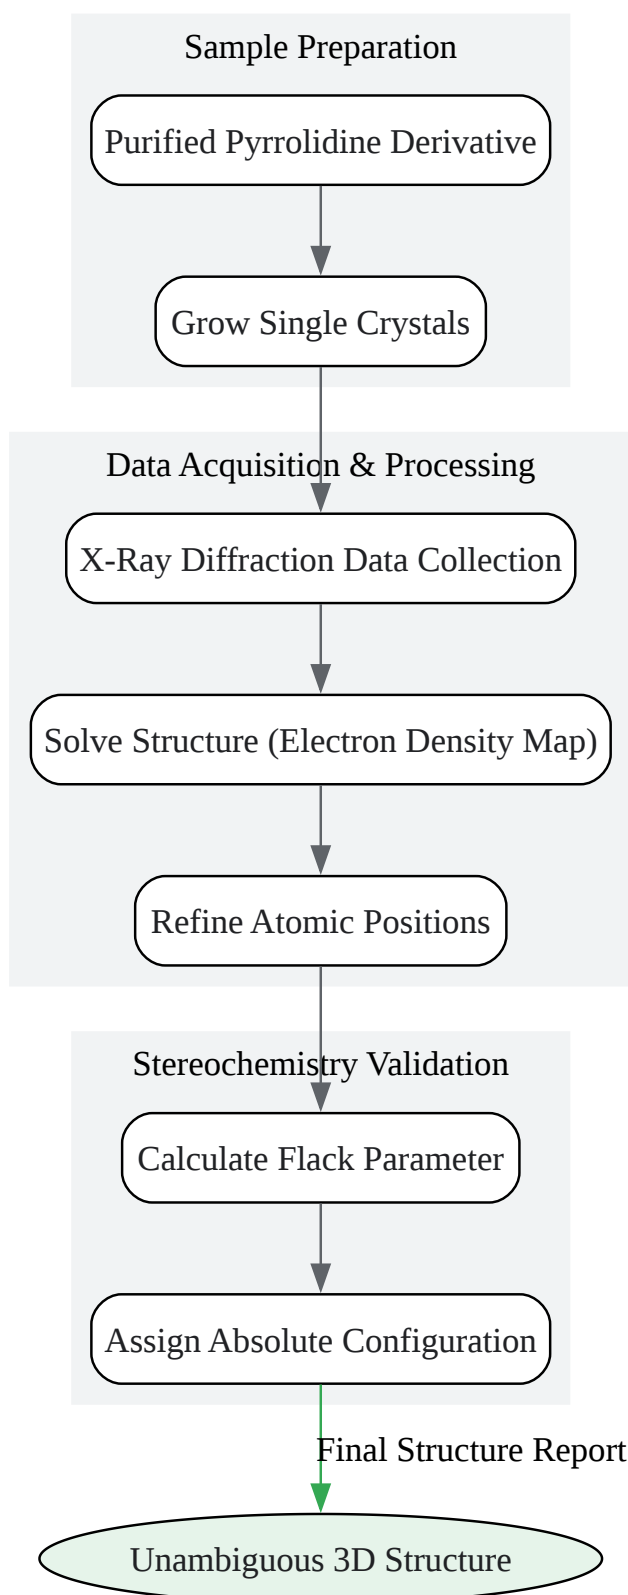 Sample Preparation
Purified Pyrrolidine Derivative
Grow Single Crystals
Data Acquisition & Processing
X-Ray Diffraction Data Collection
Solve Structure (Electron Density Map)
Refine Atomic Positions
Stereochemistry Validation
Calculate Flack Parameter
Assign Absolute Configuration
Final Structure Report
Unambiguous 3D Structure